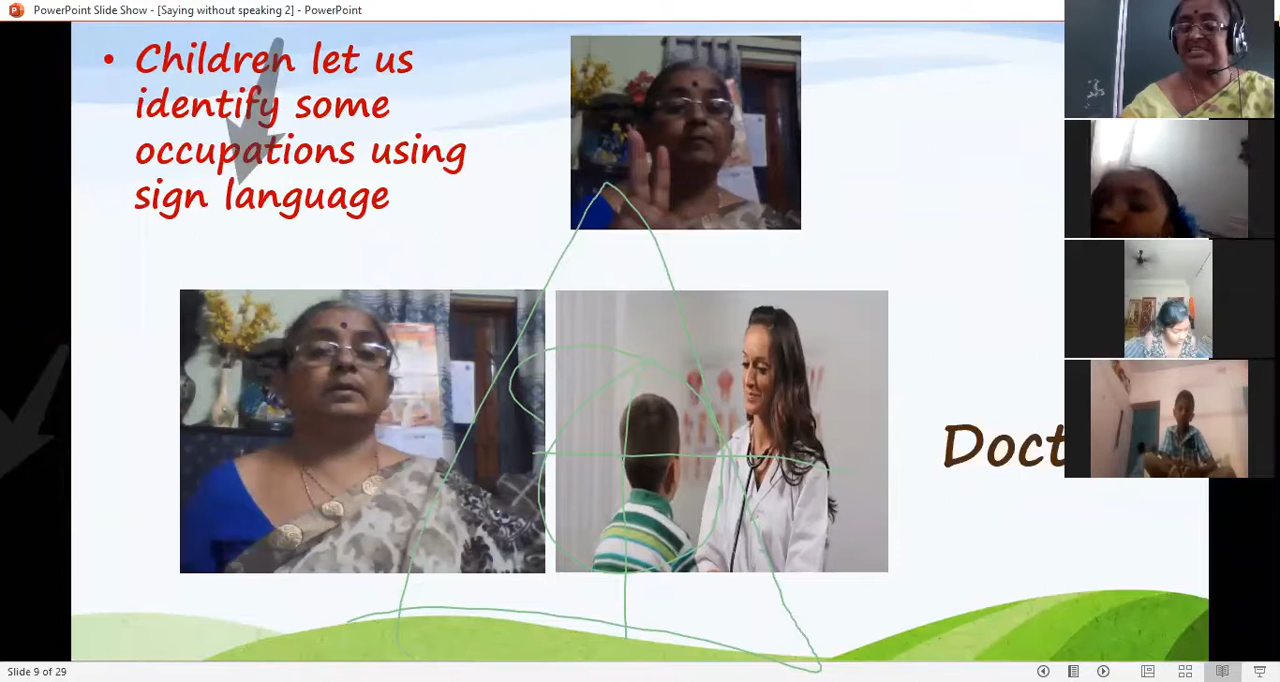 PowerPoint Slide Show - [Saying without speaking 2] - PowerPoint
• Children let us
identify some
occupations using
sign language
Doct
Slide 9 of 29